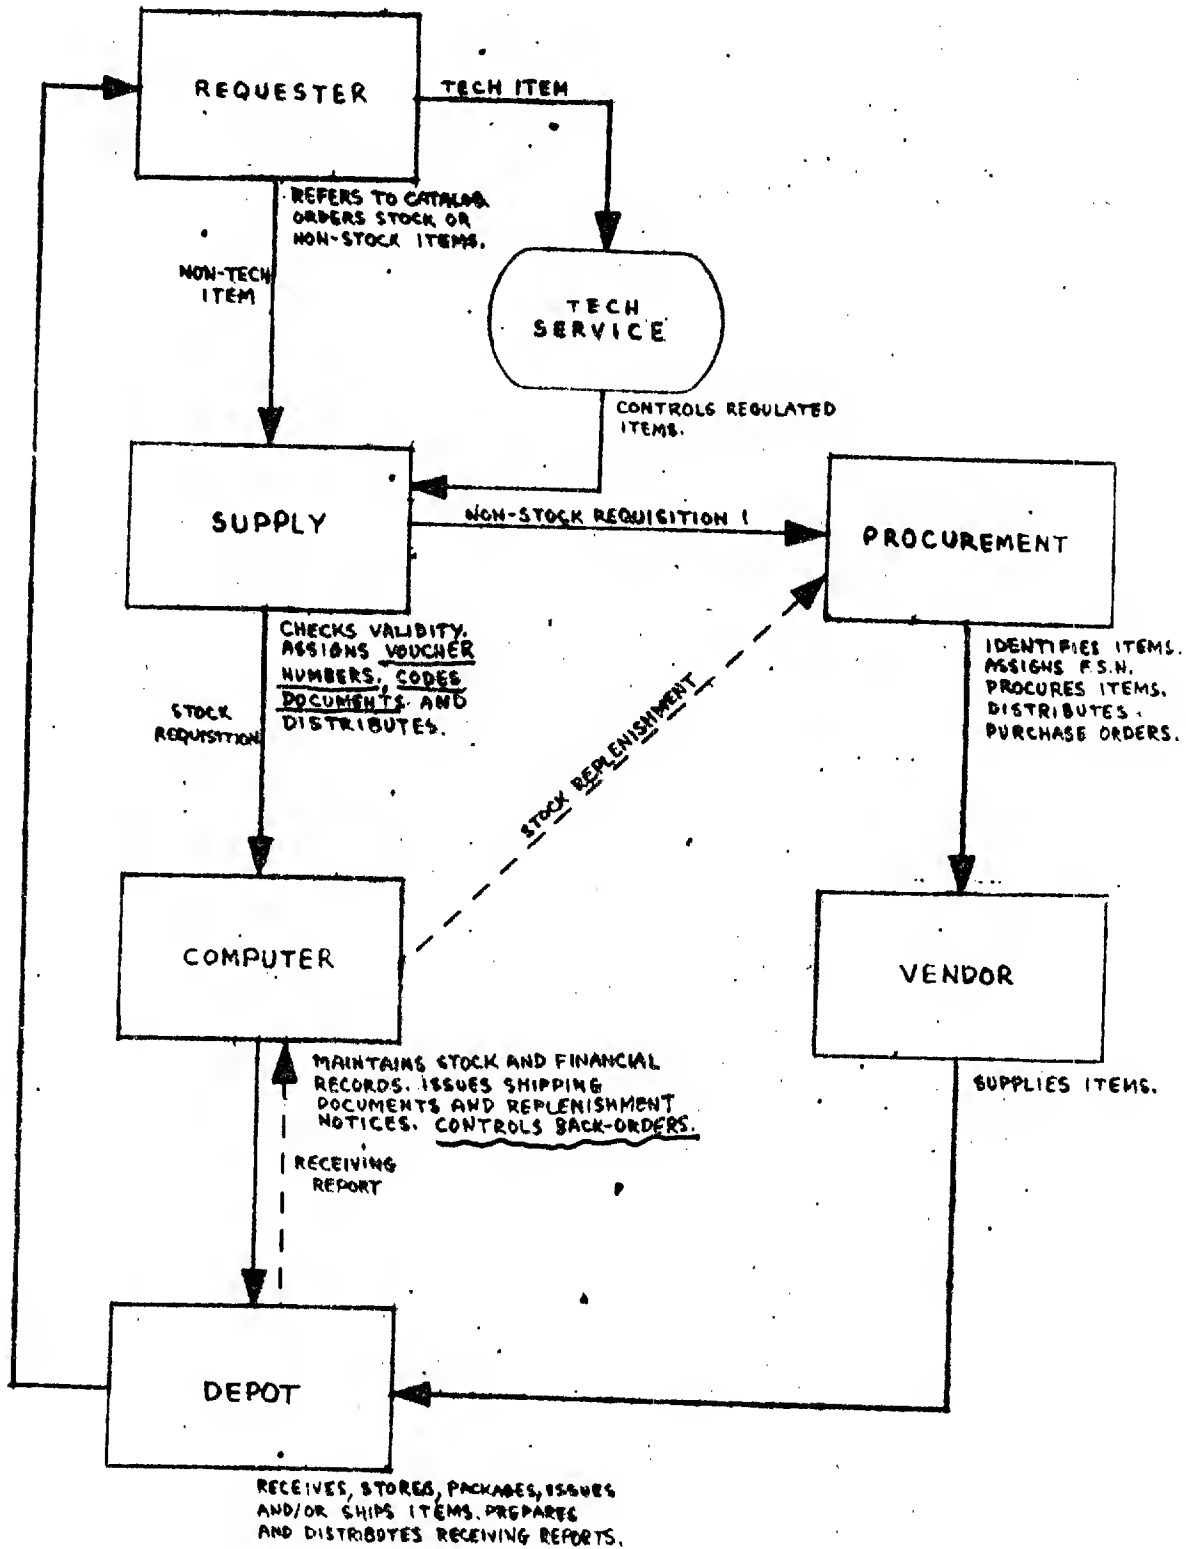 REQUESTER
TECH ITEM
REFERS TO CATALOG.
ORDERS STOCK OR
NON-STOCK ITEMS.
NON-TECH
ITEM
TECH
SERVICE
CONTROLS REGULATED
ITEMS.
SUPPLY
NON-STOCK REQUISITION
PROCUREMENT
CHECKS VALIDITY.
ASSIGNS VOUCHER
NUMBERS, CODES
DOCUMENTS AND
DISTRIBUTES.
IDENTIFIES ITEMS.
ASSIGNS F.S.N.
PROCURES ITEMS.
DISTRIBUTES
PURCHASE ORDERS.
STOCK
REQUISITION
STOCK REPLENISHMENT
COMPUTER
VENDOR
MAINTAINS STOCK AND FINANCIAL
RECORDS. ISSUES SHIPPING
DOCUMENTS AND REPLENISHMENT
NOTICES. CONTROLS BACK-ORDERS.
SUPPLIES ITEMS.
RECEIVING
REPORT
DEPOT
RECEIVES, STORES, PACKAGES, ISSUES
AND/OR SHIPS ITEMS. PREPARES
AND DISTRIBUTES RECEIVING REPORTS.